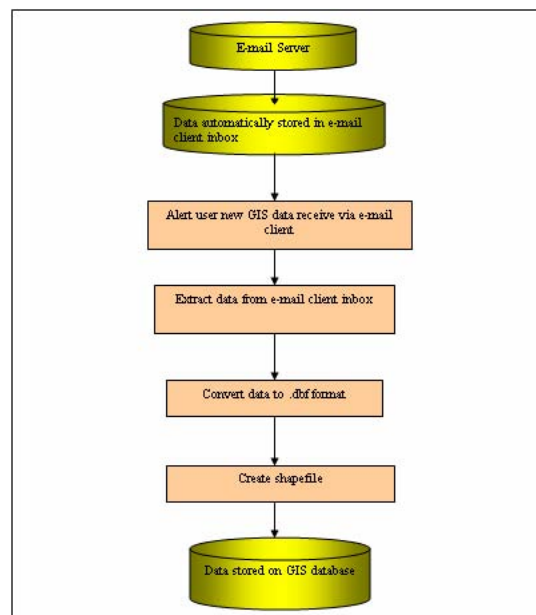 E-mail Server
Data automatically stored in e-mail
client inbox
Alert user new GIS data receive via e-mail
client
Extract data from e-mail client inbox
Convert data to .dbf format
Create shapefile
Data stored on GIS database